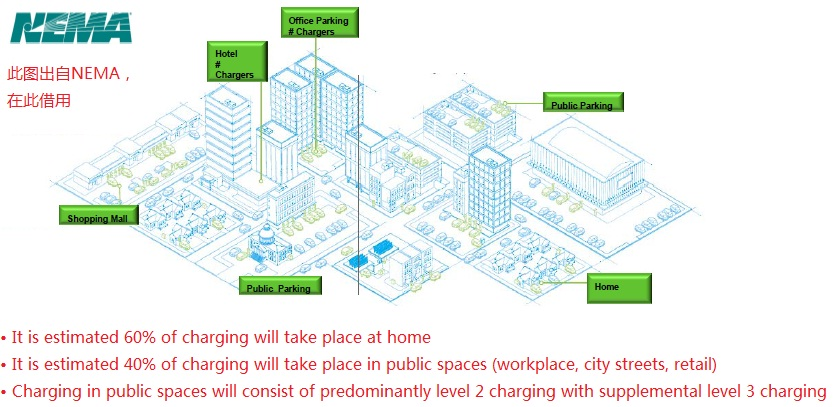 NEMA
此图出自NEMA，
在此借用
Office Parking
# Chargers
Hotel
#
Chargers
Public Parking
Shopping Mall
Public Parking
Home
• It is estimated 60% of charging will take place at home
• It is estimated 40% of charging will take place in public spaces (workplace, city streets, retail)
• Charging in public spaces will consist of predominantly level 2 charging with supplemental level 3 charging